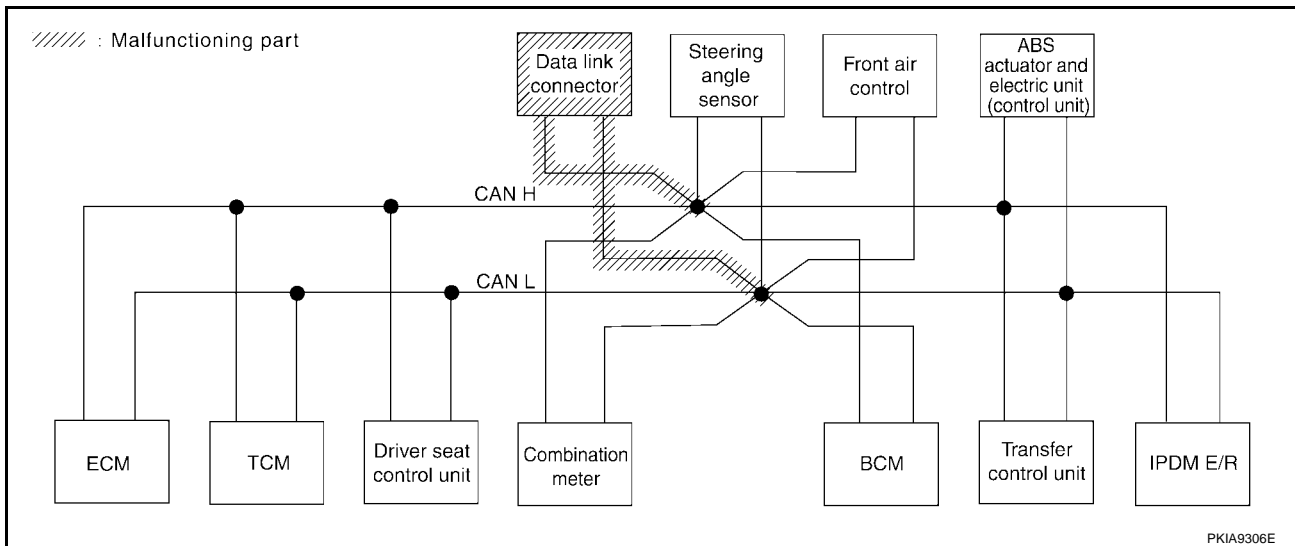 : Malfunctioning part
Data link
connector
Steering
angle
sensor
Front air
control
ABS
actuator and
electric unit
(control unit)
CAN H
CAN L
ECM
TCM
Driver seat
control unit
Combination
meter
BCM
Transfer
control unit
IPDM E/R
PKIA9306E